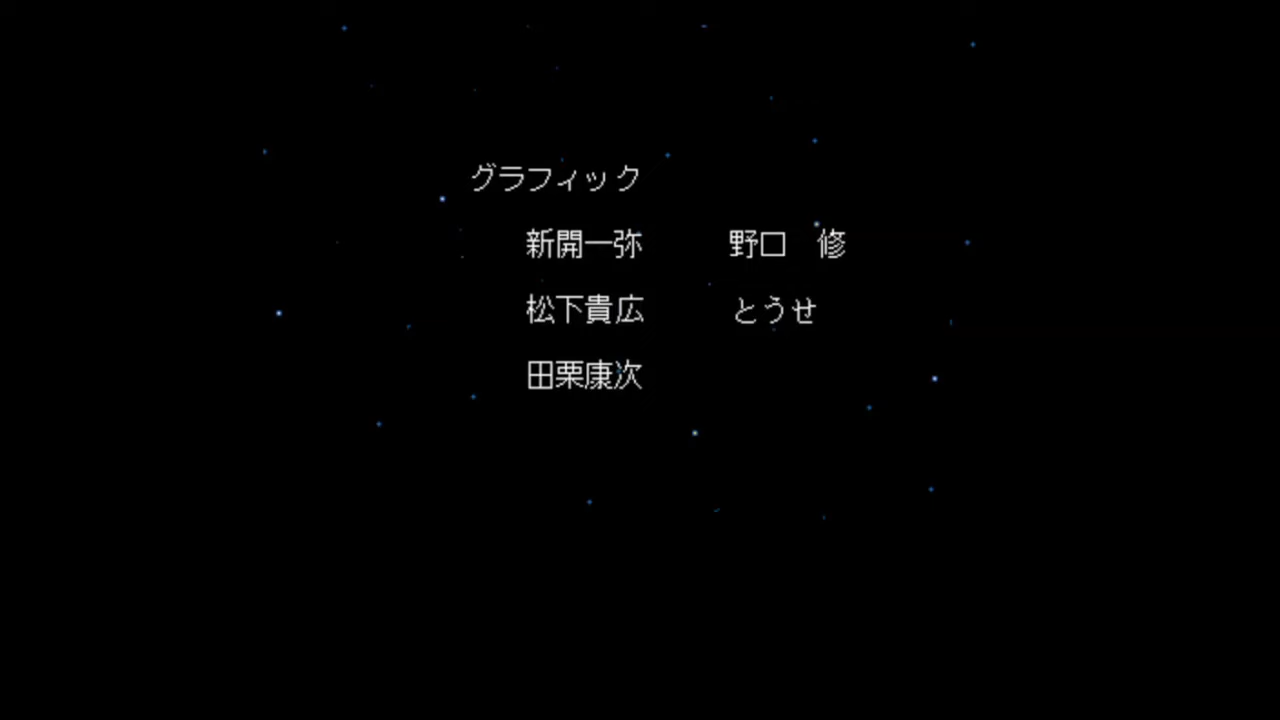 グラフィック
新開一弥　野口　修
松下貴広　とうせ
田栗康次